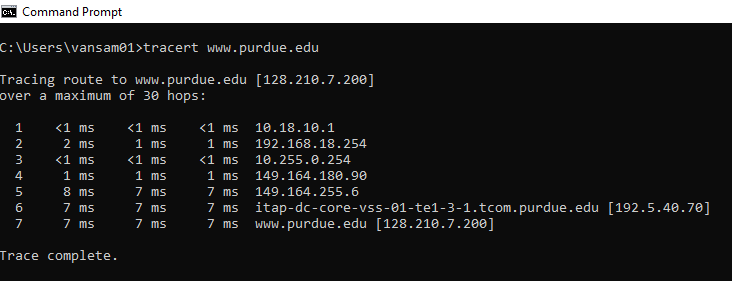 Command Prompt
C:\Users\vansam01>tracert www.purdue.edu
Tracing route to www.purdue.edu [128.210.7.200]
over a maximum of 30 hops:
1 <1 ms <1 ms <1 ms 10.18.10.1
2 2 ms 1 ms 1 ms 192.168.18.254
3 <1 ms <1 ms <1 ms 10.255.0.254
4 1 ms 1 ms 1 ms 149.164.180.90
5 8 ms 7 ms 7 ms 149.164.255.6
6 7 ms 7 ms 7 ms itap-dc-core-vss-01-te1-3-1.tcom.purdue.edu [192.5.40.70]
7 7 ms 7 ms 7 ms www.purdue.edu [128.210.7.200]
Trace complete.